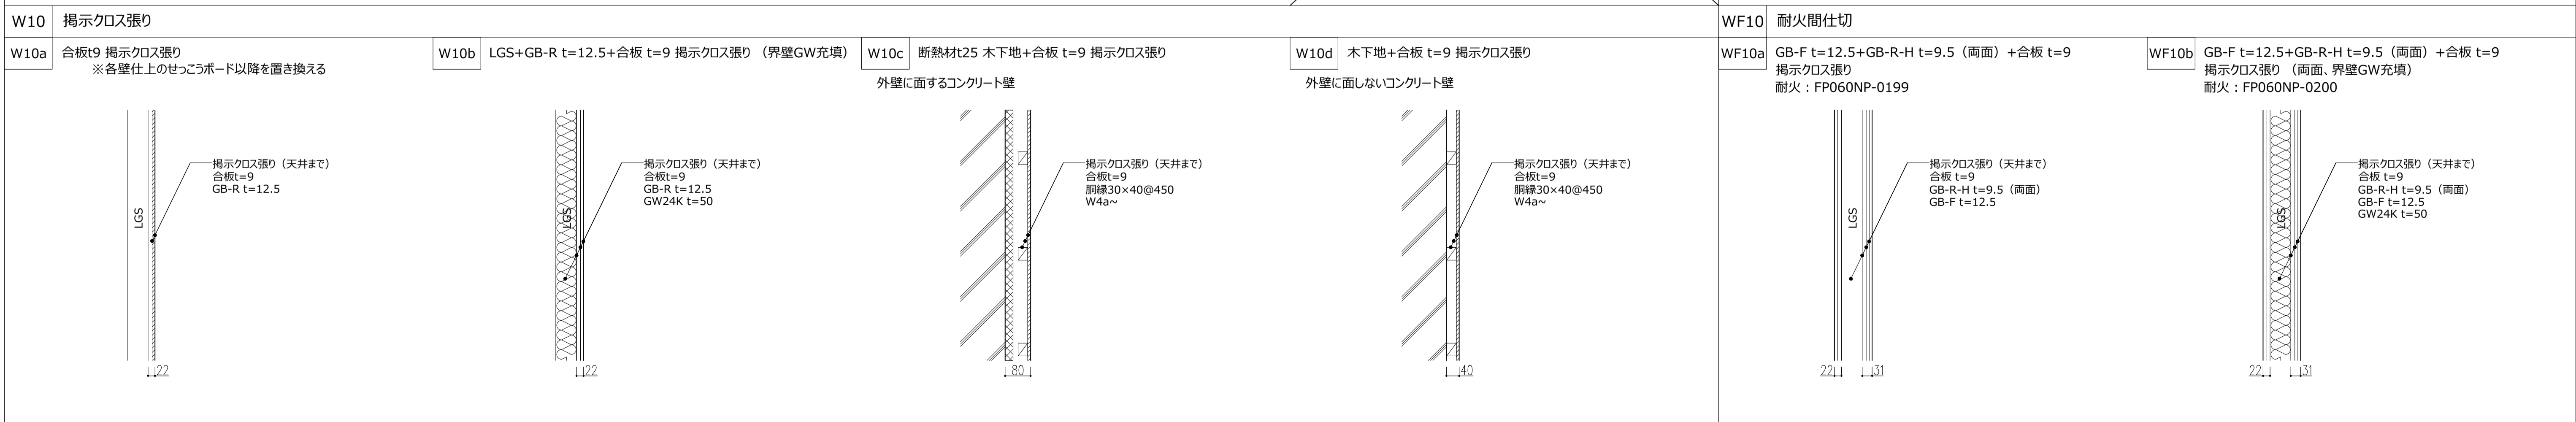 W10 掲示クロス張り
W10a 合板t9 掲示クロス張り
※各壁仕上のせっこうボード以降を置き換える
LGS
掲示クロス張り（天井まで）
合板t=9
GB-R t=12.5
22
W10b LGS+GB-R t=12.5+合板 t=9 掲示クロス張り （界壁GW充填）
LGS
掲示クロス張り（天井まで）
合板t=9
GB-R t=12.5
GW24K t=50
22
W10c 断熱材t25 木下地+合板 t=9 掲示クロス張り
外壁に面するコンクリート壁
掲示クロス張り（天井まで）
合板t=9
胴縁30×40@450
W4a~
80
W10d 木下地+合板 t=9 掲示クロス張り
外壁に面しないコンクリート壁
掲示クロス張り（天井まで）
合板t=9
胴縁30×40@450
W4a~
40
WF10 耐火間仕切
WF10a GB-F t=12.5+GB-R-H t=9.5（両面）+合板 t=9
掲示クロス張り
耐火：FP060NP-0199
LGS
掲示クロス張り（天井まで）
合板 t=9
GB-R-H t=9.5（両面）
GB-F t=12.5
22 31
WF10b GB-F t=12.5+GB-R-H t=9.5（両面）+合板 t=9
掲示クロス張り （両面、界壁GW充填）
耐火：FP060NP-0200
LGS
掲示クロス張り（天井まで）
合板 t=9
GB-R-H t=9.5（両面）
GB-F t=12.5
GW24K t=50
22 31